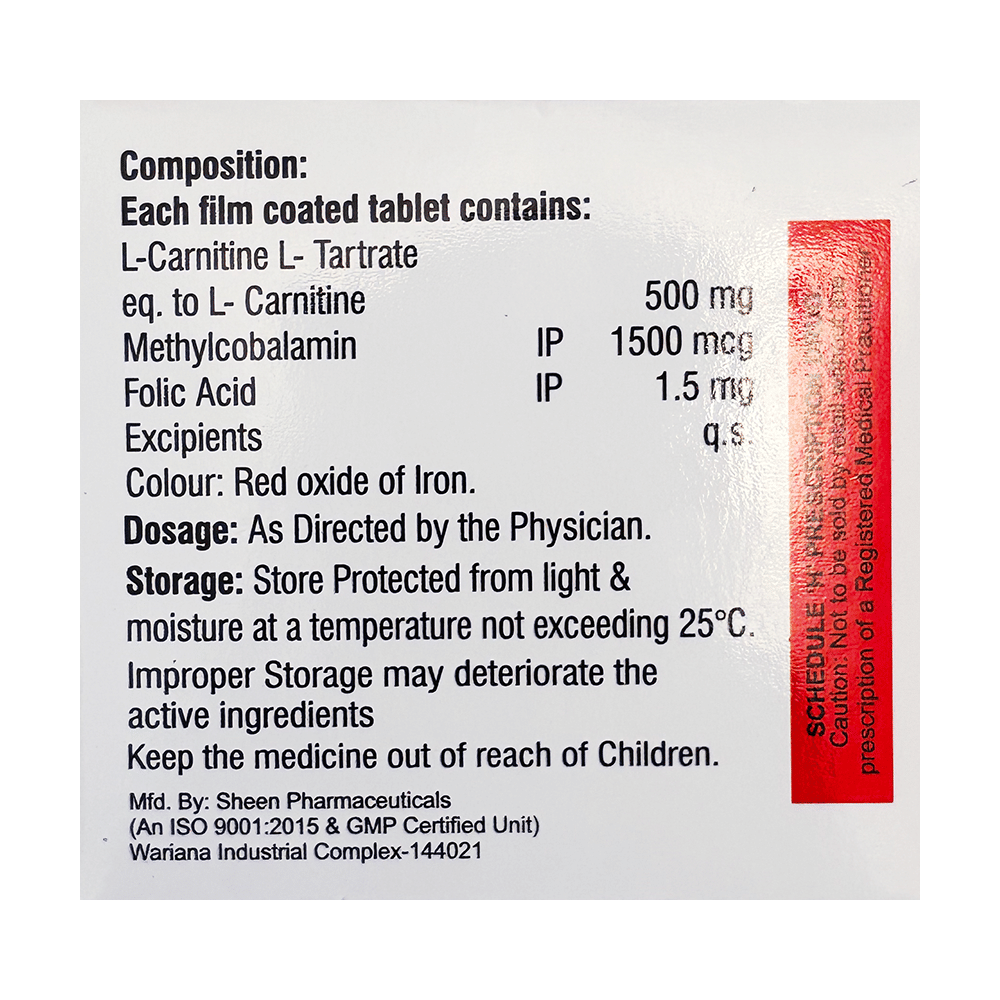 Composition:
Each film coated tablet contains:
L-Carnitine L- Tartrate
eq. to L- Carnitine 500 mg
Methylcobalamin IP 1500 mcg
Folic Acid IP 1.5 mg
Excipients q.s.
Colour: Red oxide of Iron.
Dosage: As Directed by the Physician.
Storage: Store Protected from light &
moisture at a temperature not exceeding 25°C.
Improper Storage may deteriorate the
active ingredients
Keep the medicine out of reach of Children.
Mfd. By: Sheen Pharmaceuticals
(An ISO 9001:2015 & GMP Certified Unit)
Wariana Industrial Complex-144021
SCHEDULE 'H' PRESCRIPTION
Caution: Not to be sold by retail without the
prescription of a Registered Medical Practitioner